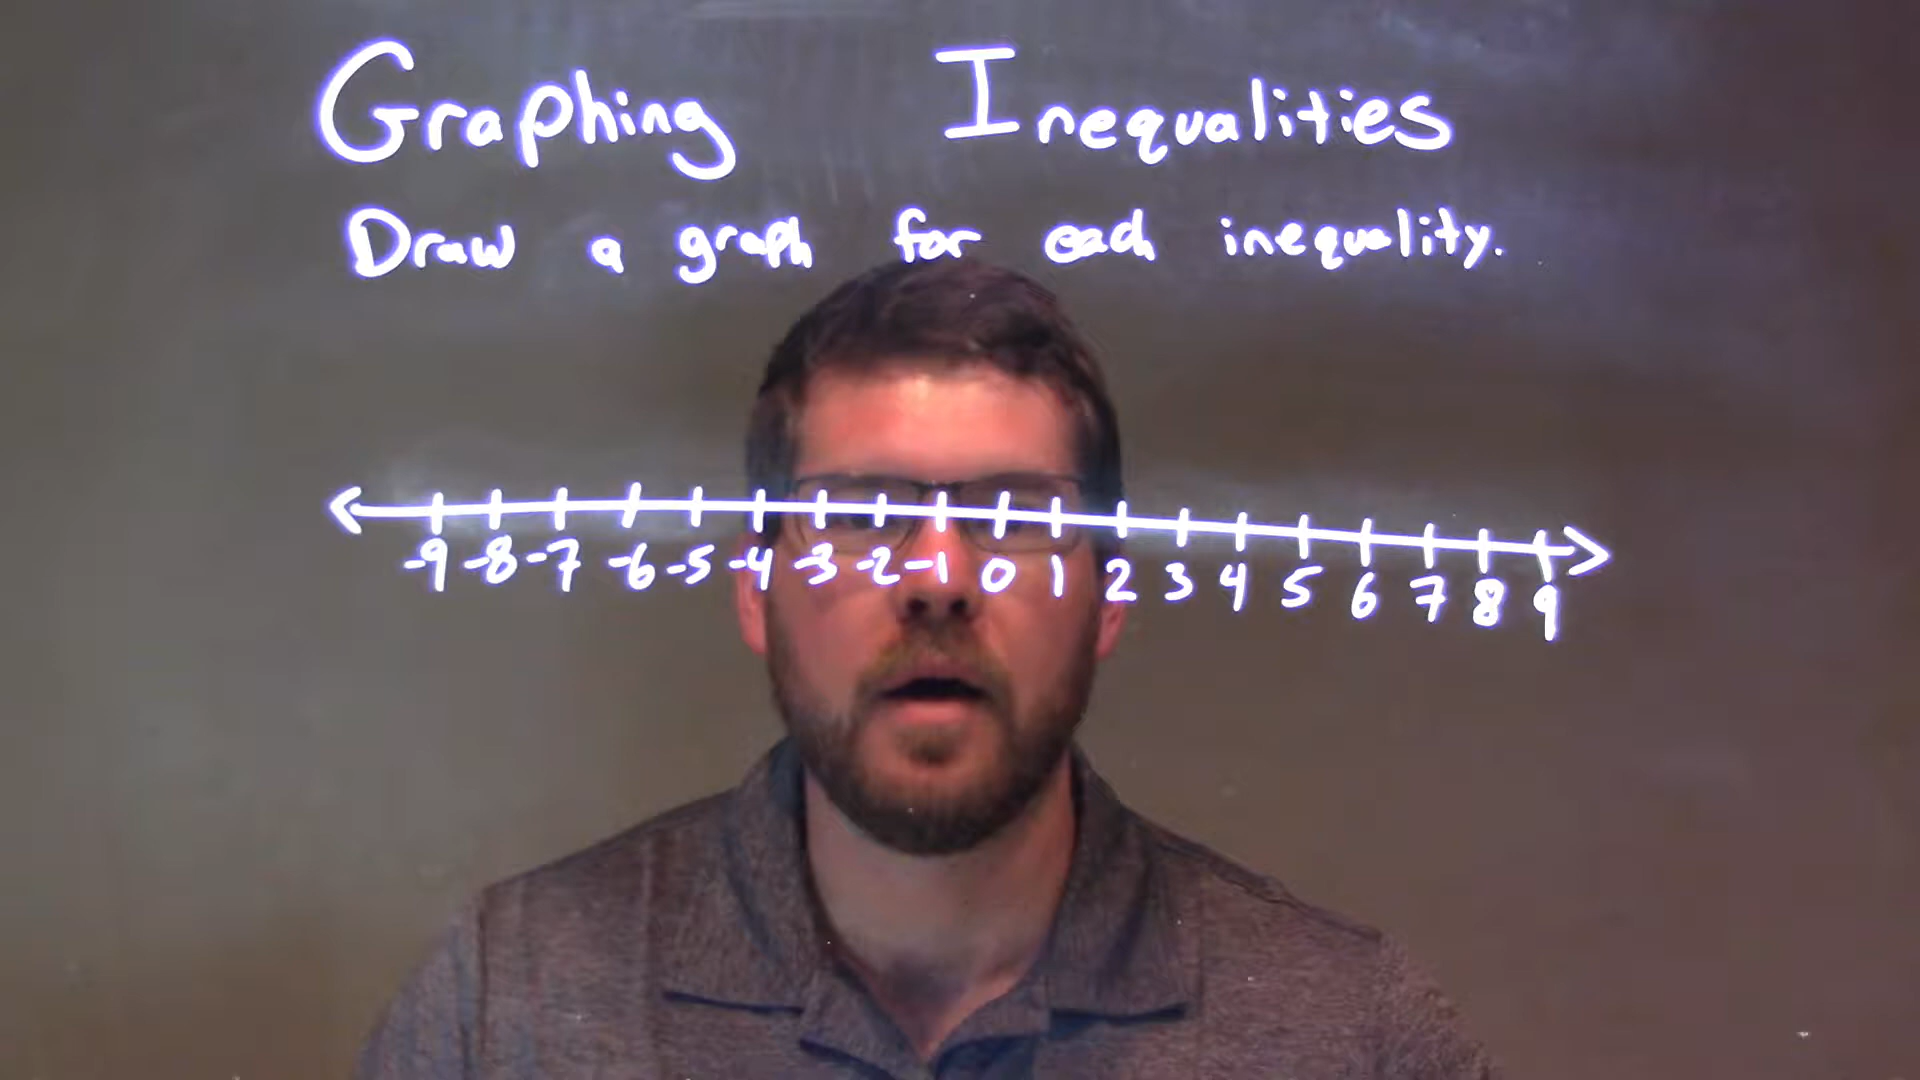 Graphing Inequalities
Draw a graph for each inequality.
-9 -8 -7 -6 -5 -4 -3 -2 -1 0 1 2 3 4 5 6 7 8 9